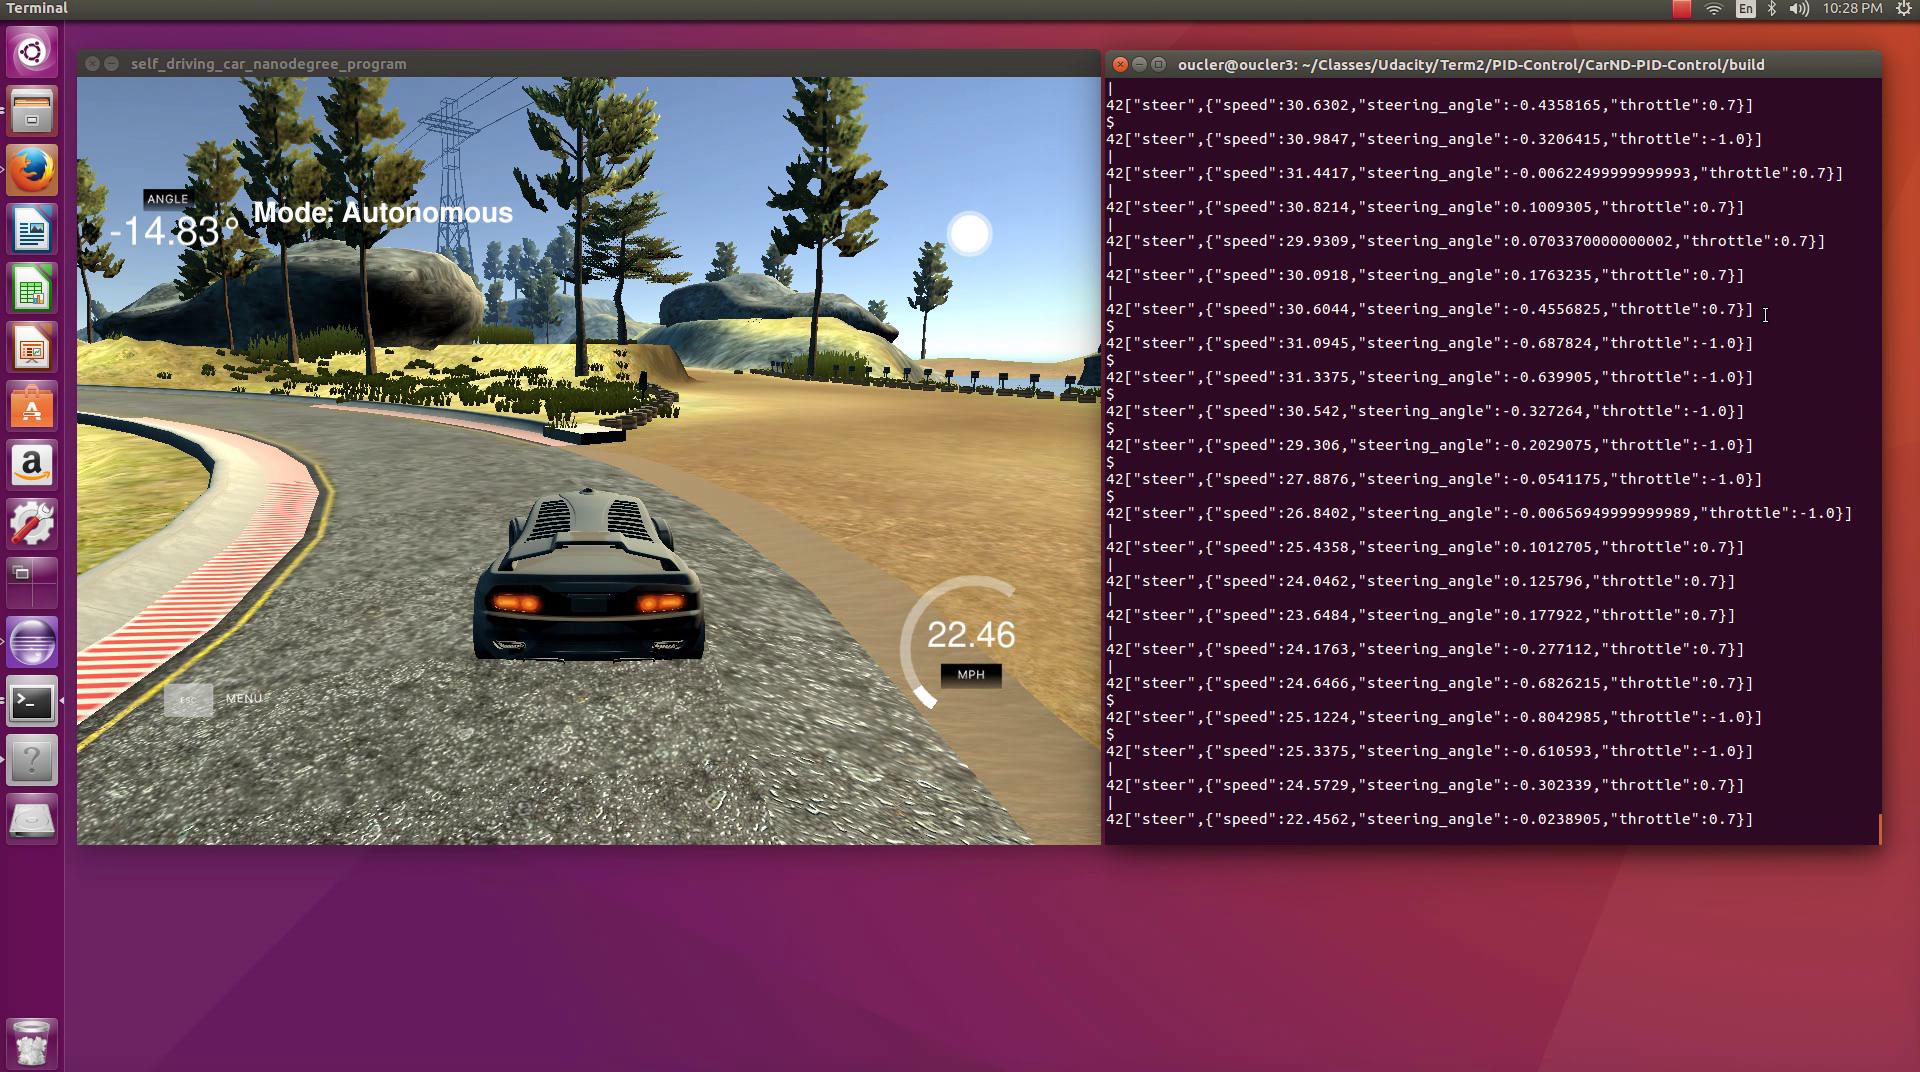 Terminal
En
10:28 PM
self_driving_car_nanodegree_program
ANGLE
-14.83°
Mode: Autonomous
22.46
MPH
ESC
MENU
oucler@oucler3: ~/Classes/Udacity/Term2/PID-Control/CarND-PID-Control/build
|
42["steer",{"speed":30.6302,"steering_angle":-0.4358165,"throttle":0.7}]
$
42["steer",{"speed":30.9847,"steering_angle":-0.3206415,"throttle":-1.0}]
|
42["steer",{"speed":31.4417,"steering_angle":-0.00622499999999993,"throttle":0.7}]
|
42["steer",{"speed":30.8214,"steering_angle":0.1009305,"throttle":0.7}]
|
42["steer",{"speed":29.9309,"steering_angle":0.0703370000000002,"throttle":0.7}]
|
42["steer",{"speed":30.0918,"steering_angle":0.1763235,"throttle":0.7}]
|
42["steer",{"speed":30.6044,"steering_angle":-0.4556825,"throttle":0.7}]
$
42["steer",{"speed":31.0945,"steering_angle":-0.687824,"throttle":-1.0}]
$
42["steer",{"speed":31.3375,"steering_angle":-0.639905,"throttle":-1.0}]
$
42["steer",{"speed":30.542,"steering_angle":-0.327264,"throttle":-1.0}]
$
42["steer",{"speed":29.306,"steering_angle":-0.2029075,"throttle":-1.0}]
$
42["steer",{"speed":27.8876,"steering_angle":-0.0541175,"throttle":-1.0}]
$
42["steer",{"speed":26.8402,"steering_angle":-0.00656949999999989,"throttle":-1.0}]
|
42["steer",{"speed":25.4358,"steering_angle":0.1012705,"throttle":0.7}]
|
42["steer",{"speed":24.0462,"steering_angle":0.125796,"throttle":0.7}]
|
42["steer",{"speed":23.6484,"steering_angle":0.177922,"throttle":0.7}]
|
42["steer",{"speed":24.1763,"steering_angle":-0.277112,"throttle":0.7}]
|
42["steer",{"speed":24.6466,"steering_angle":-0.6826215,"throttle":0.7}]
$
42["steer",{"speed":25.1224,"steering_angle":-0.8042985,"throttle":-1.0}]
$
42["steer",{"speed":25.3375,"steering_angle":-0.610593,"throttle":-1.0}]
|
42["steer",{"speed":24.5729,"steering_angle":-0.302339,"throttle":0.7}]
|
42["steer",{"speed":22.4562,"steering_angle":-0.0238905,"throttle":0.7}]